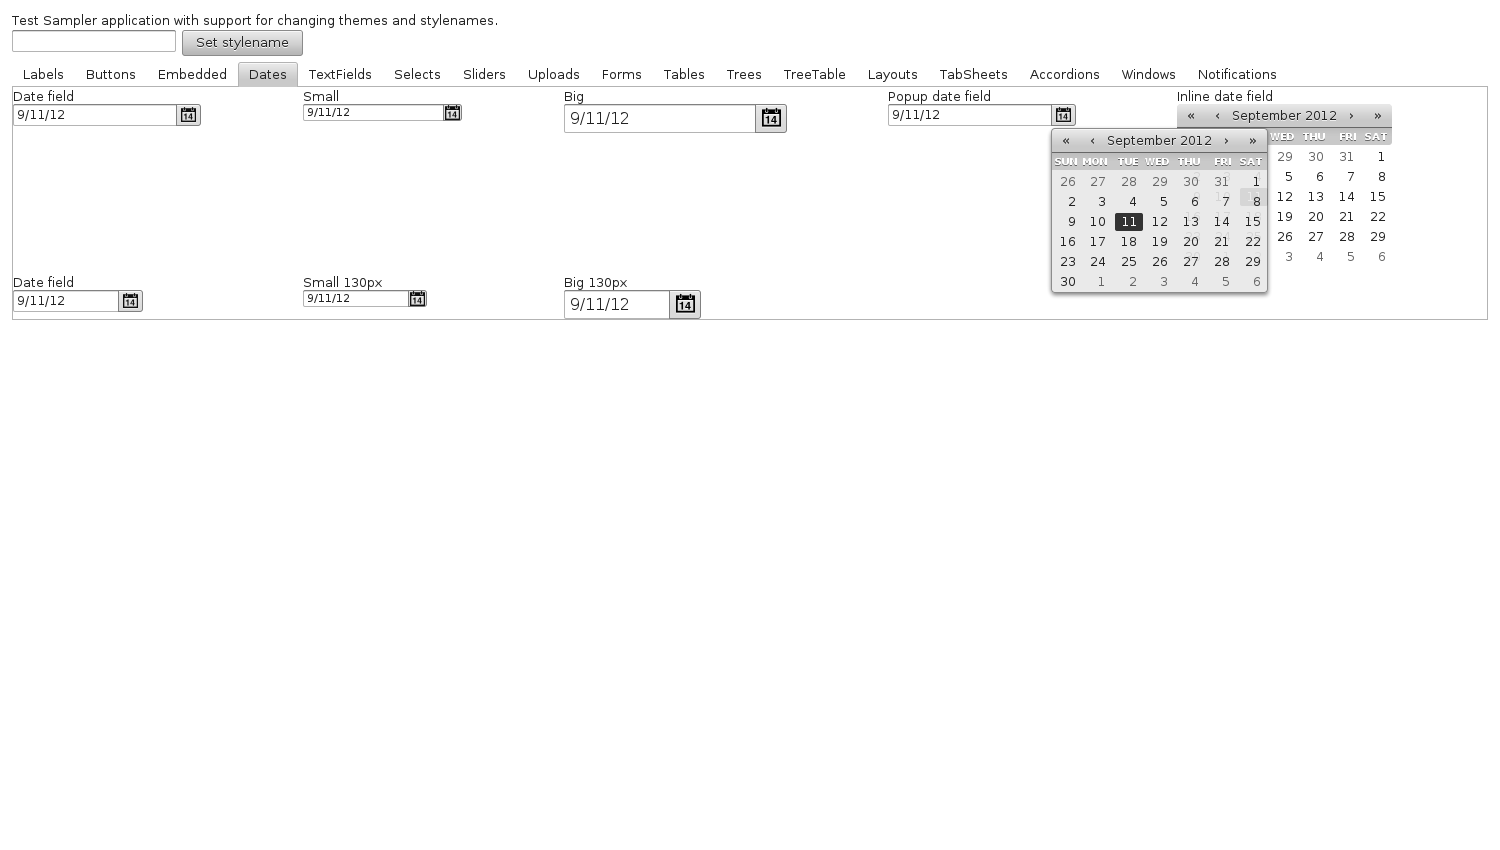 Test Sampler application with support for changing themes and stylenames.
Set stylename
Labels Buttons Embedded Dates TextFields Selects Sliders Uploads Forms Tables Trees TreeTable Layouts TabSheets Accordions Windows Notifications
Date field Small Big Popup date field Inline date field
9/11/12 14 9/11/12 14 9/11/12 14 9/11/12 14
« ‹ September 2012 › »
WED THU FRI SAT
29 30 31 1
5 6 7 8
12 13 14 15
19 20 21 22
26 27 28 29
3 4 5 6
« ‹ September 2012 › »
SUN MON TUE WED THU FRI SAT
26 27 28 29 30 31 1
2 3 4 5 6 7 8
9 10 11 12 13 14 15
16 17 18 19 20 21 22
23 24 25 26 27 28 29
30 1 2 3 4 5 6
Date field Small 130px Big 130px
9/11/12 14 9/11/12 14 9/11/12 14